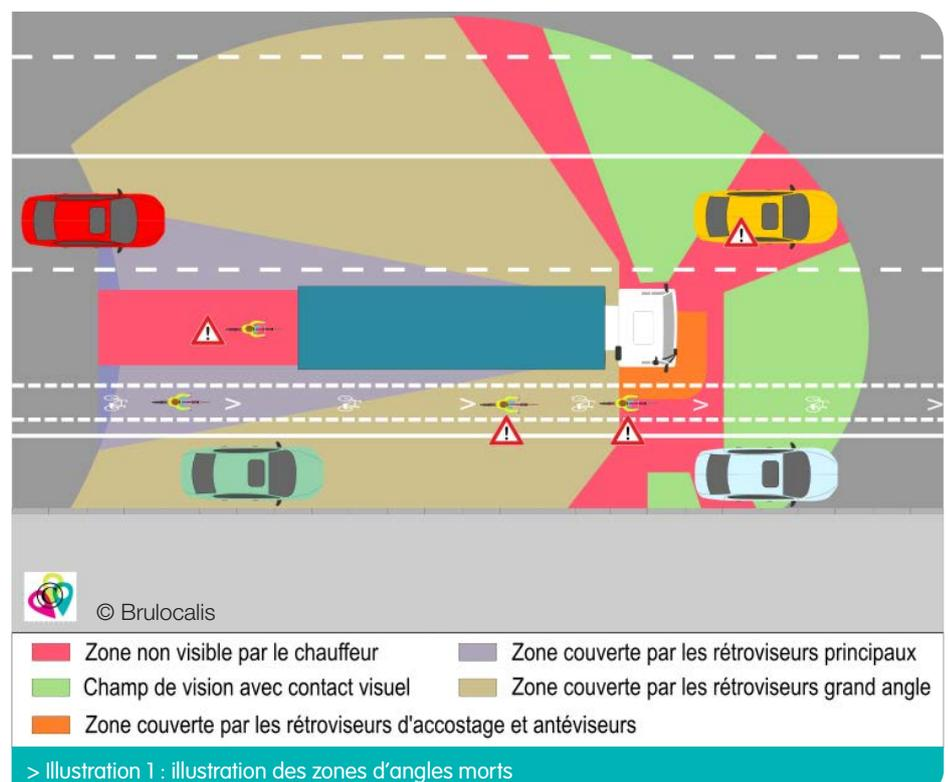 © Brulocalis
Zone non visible par le chauffeur
Zone couverte par les rétroviseurs principaux
Champ de vision avec contact visuel
Zone couverte par les rétroviseurs grand angle
Zone couverte par les rétroviseurs d'accostage et antéviseurs
> Illustration 1 : illustration des zones d’angles morts